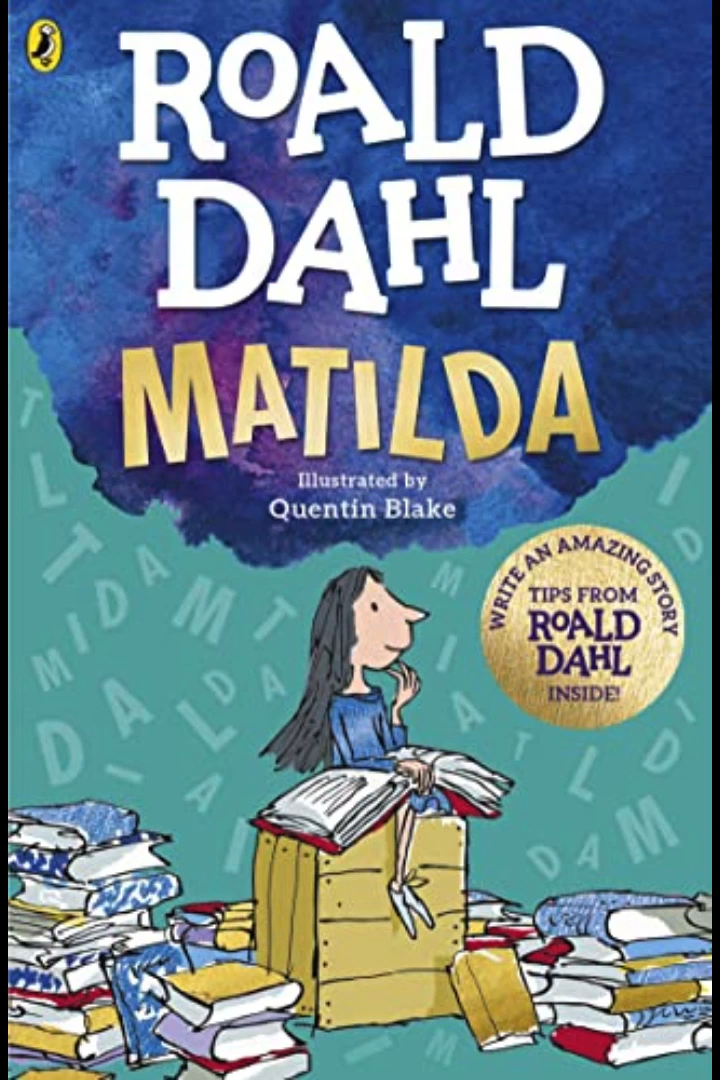 ROALD
DAHL
MATILDA
Illustrated by
Quentin Blake
WRITE AN AMAZING STORY
TIPS FROM
ROALD
DAHL
INSIDE!
T
L
T
M I D A
M T
D A L D A
I A I
M
I
A
T
I
D
I
L D
D A M
I M